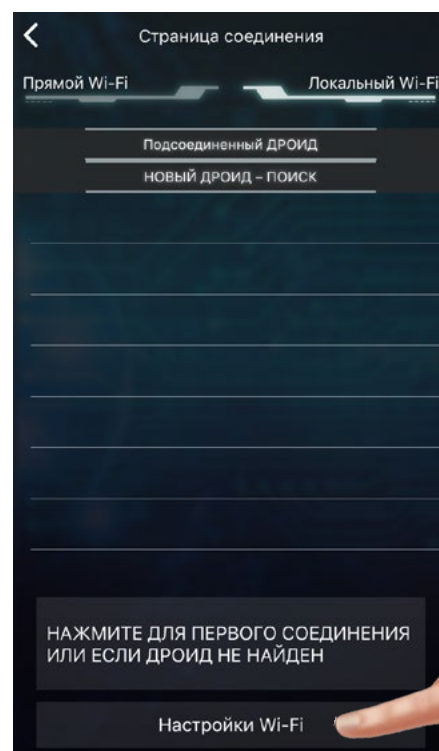 Страница соединения
Прямой Wi-Fi Локальный Wi-Fi
Подсоединенный ДРОИД
НОВЫЙ ДРОИД – ПОИСК
НАЖМИТЕ ДЛЯ ПЕРВОГО СОЕДИНЕНИЯ
ИЛИ ЕСЛИ ДРОИД НЕ НАЙДЕН
Настройки Wi-Fi